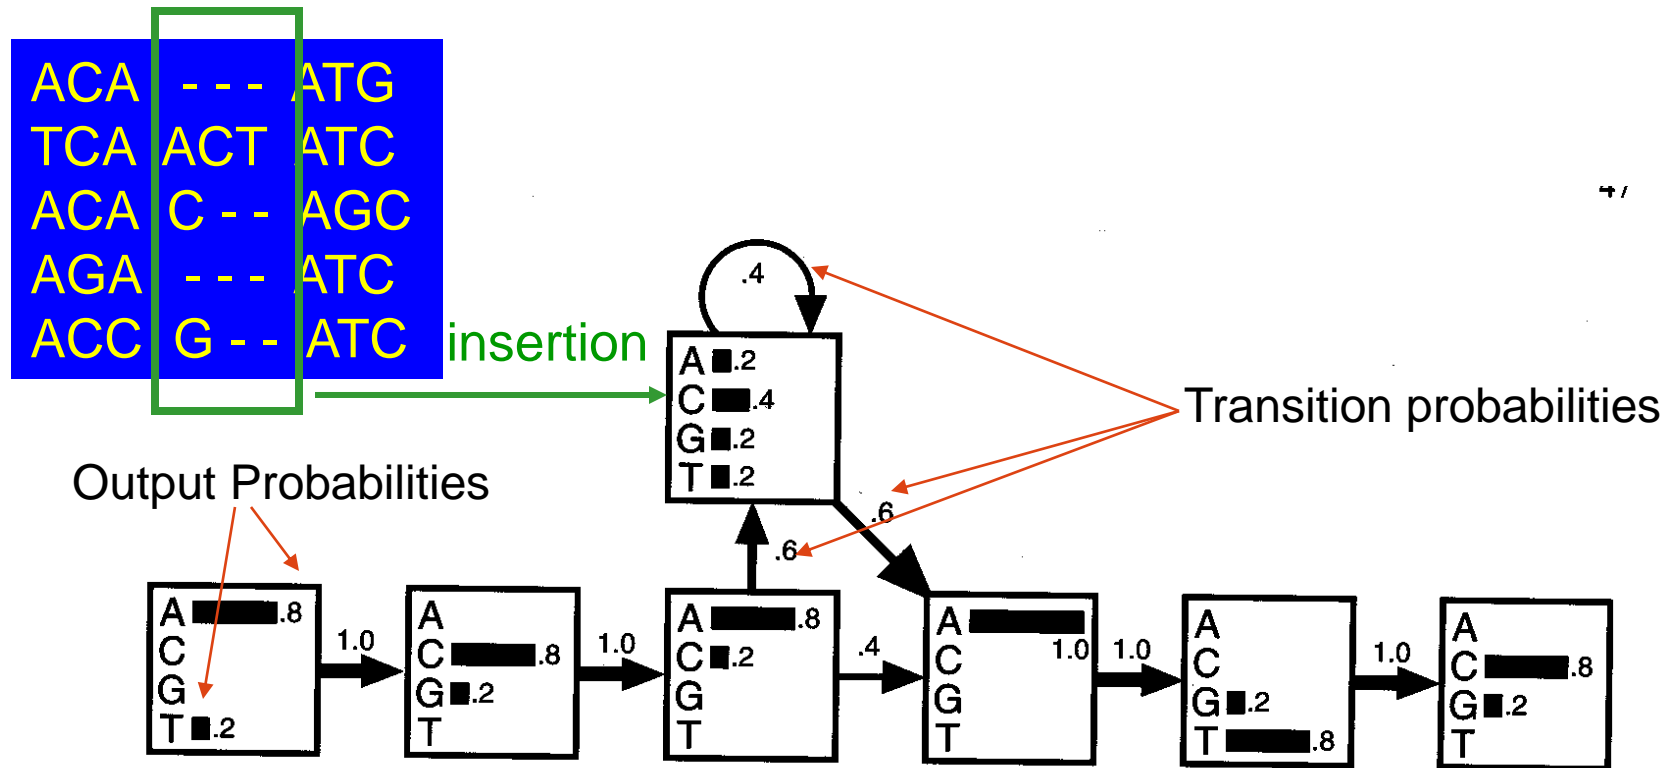 ACA - - - ATG
TCA ACT ATC
ACA C - - AGC
AGA - - - ATC
ACC G - - ATC
insertion
.4
A .2
C .4
G .2
T .2
Transition probabilities
Output Probabilities
.6
.6
A .8
C
G
T .2
1.0
A
C .8
G .2
T
1.0
A .8
C .2
G
T
.4
A 1.0
C
G
T
1.0
A
C
G .2
T .8
1.0
A
C .8
G .2
T